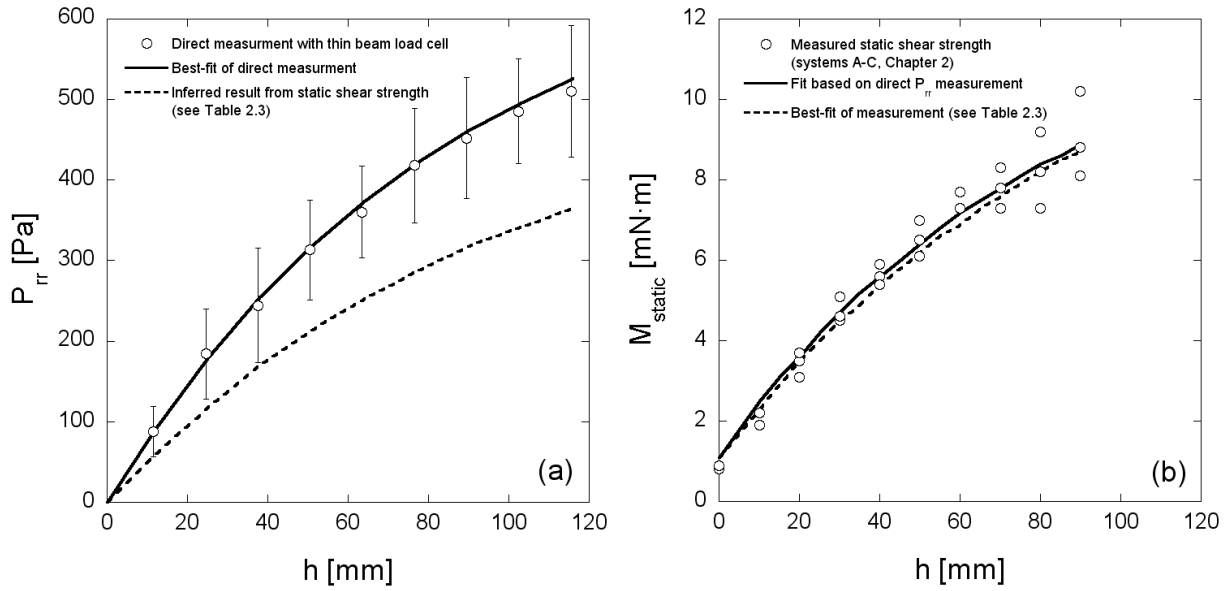 600
500
400
300
200
100
0
P_rr [Pa]
Direct measurment with thin beam load cell
Best-fit of direct measurment
Inferred result from static shear strength
(see Table 2.3)
(a)
0 20 40 60 80 100 120
h [mm]
12
10
8
6
4
2
0
M_static [mN·m]
Measured static shear strength
(systems A-C, Chapter 2)
Fit based on direct P_rr measurement
Best-fit of measurement (see Table 2.3)
(b)
0 20 40 60 80 100 120
h [mm]